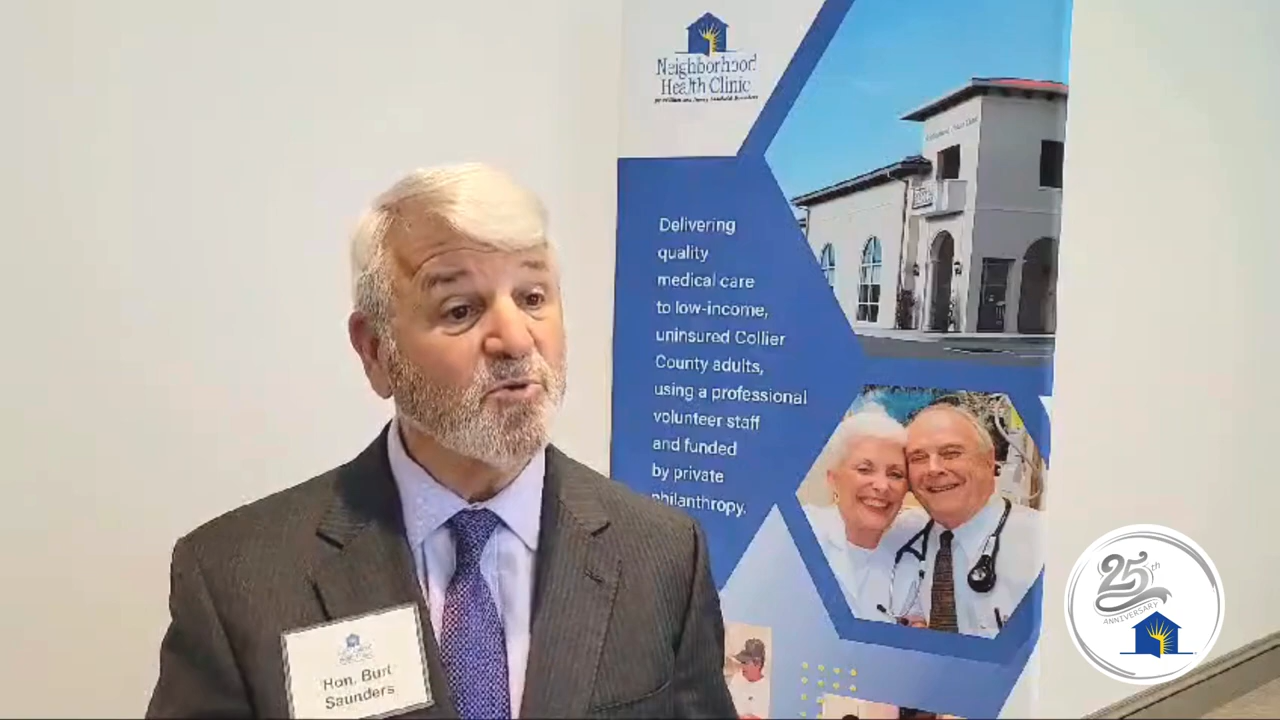 Neighborhood
Health Clinic
Delivering
quality
medical care
to low-income,
uninsured Collier
County adults,
using a professional
volunteer staff
and funded
by private
philanthropy.
Hon. Burt
Saunders
25th
ANNIVERSARY